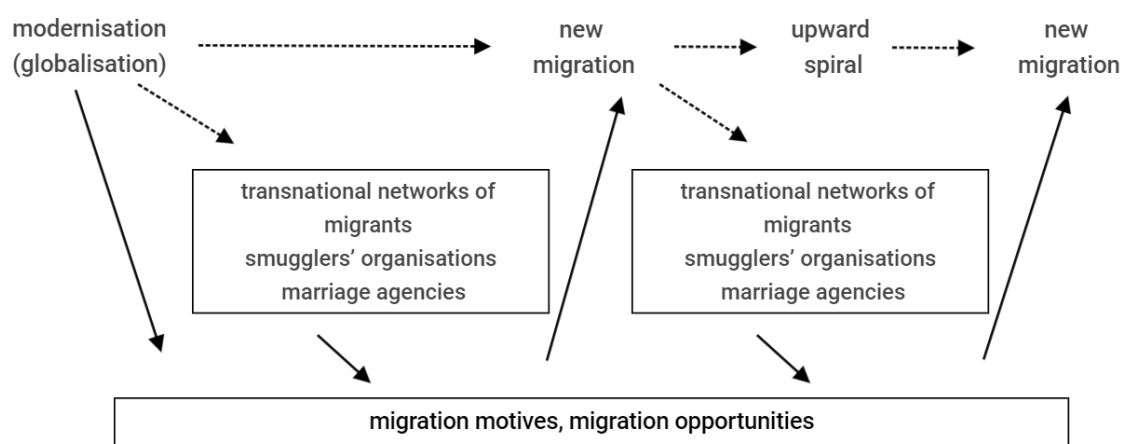 modernisation
(globalisation)
new
migration
upward
spiral
new
migration
transnational networks of
migrants
smugglers’ organisations
marriage agencies
transnational networks of
migrants
smugglers’ organisations
marriage agencies
migration motives, migration opportunities